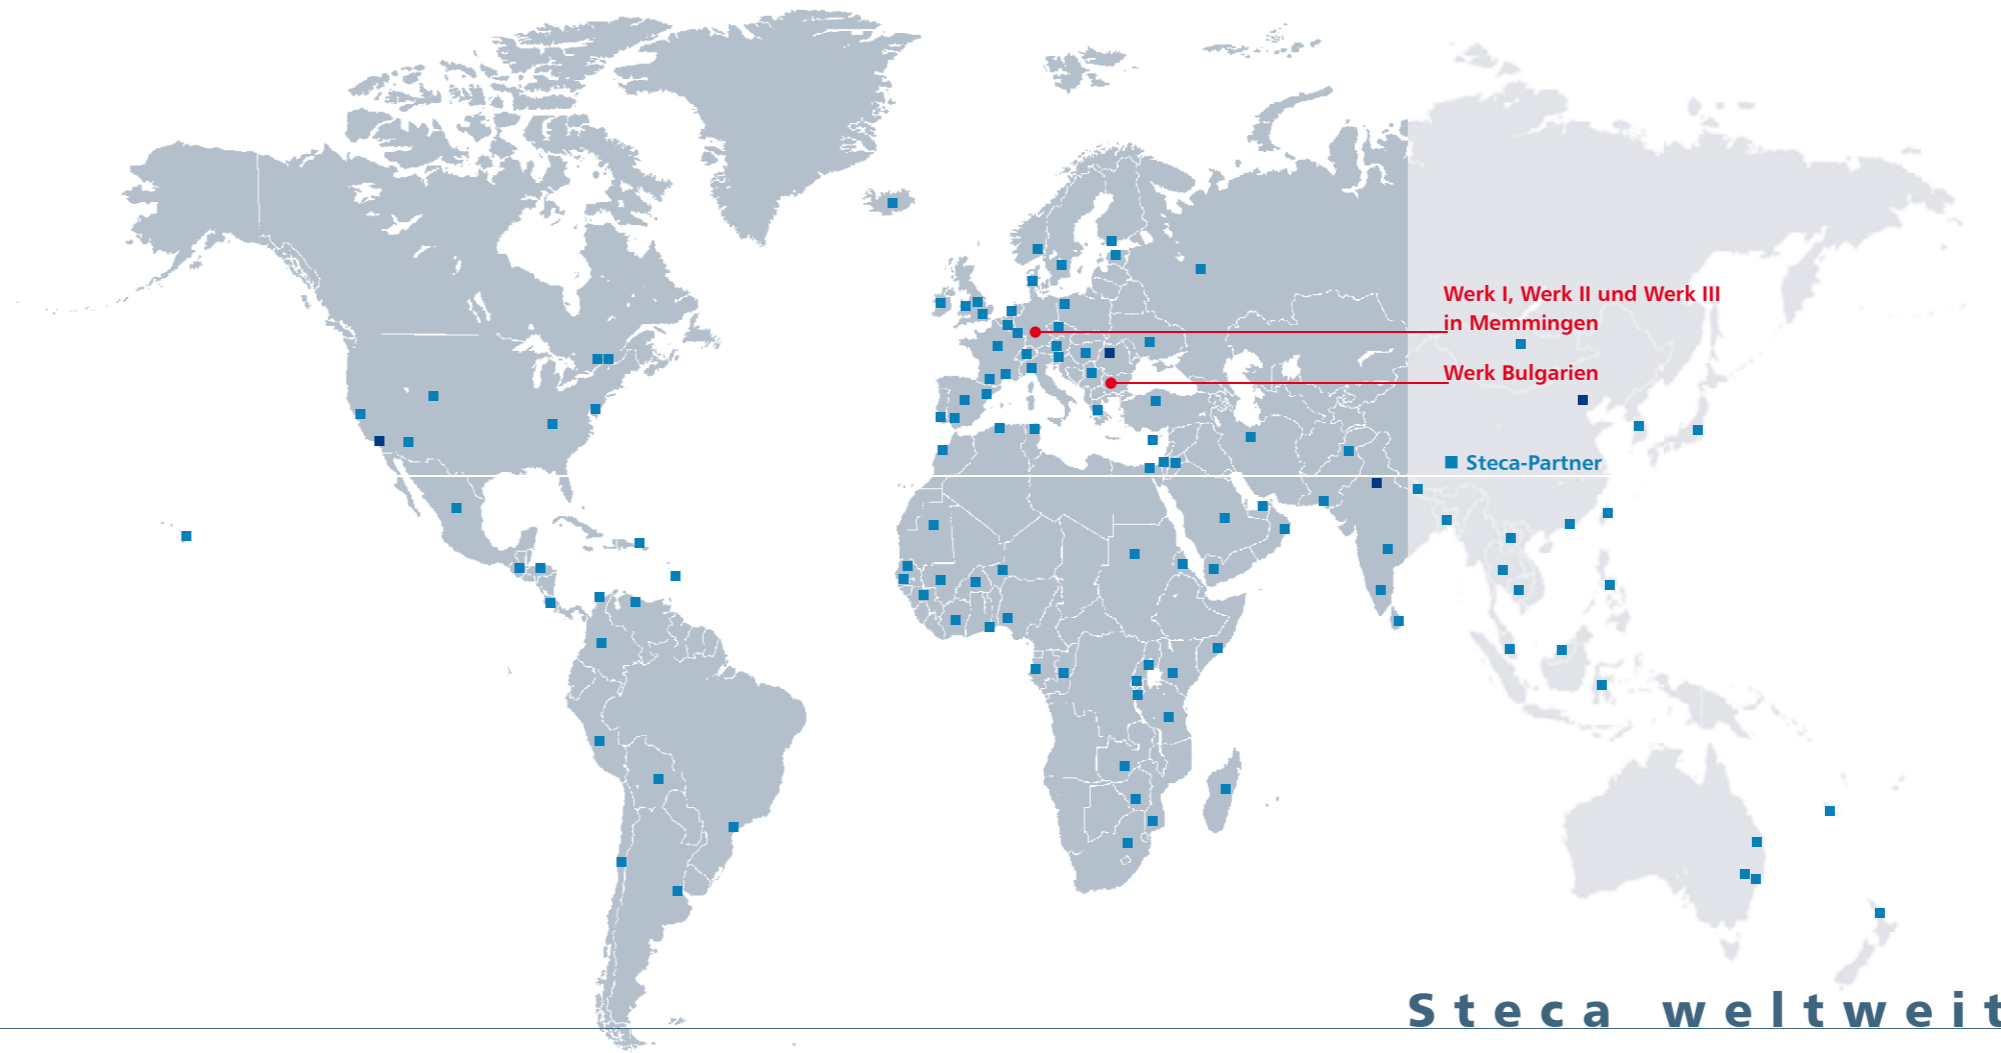 Werk I, Werk II und Werk III
in Memmingen
Werk Bulgarien
Steca-Partner
Steca weltweit